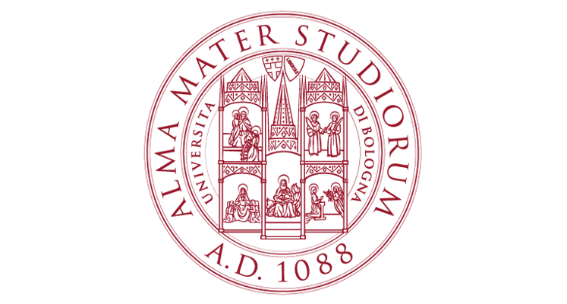 ALMA MATER STUDIORUM
UNIVERSITA
DI BOLOGNA
A.D. 1088